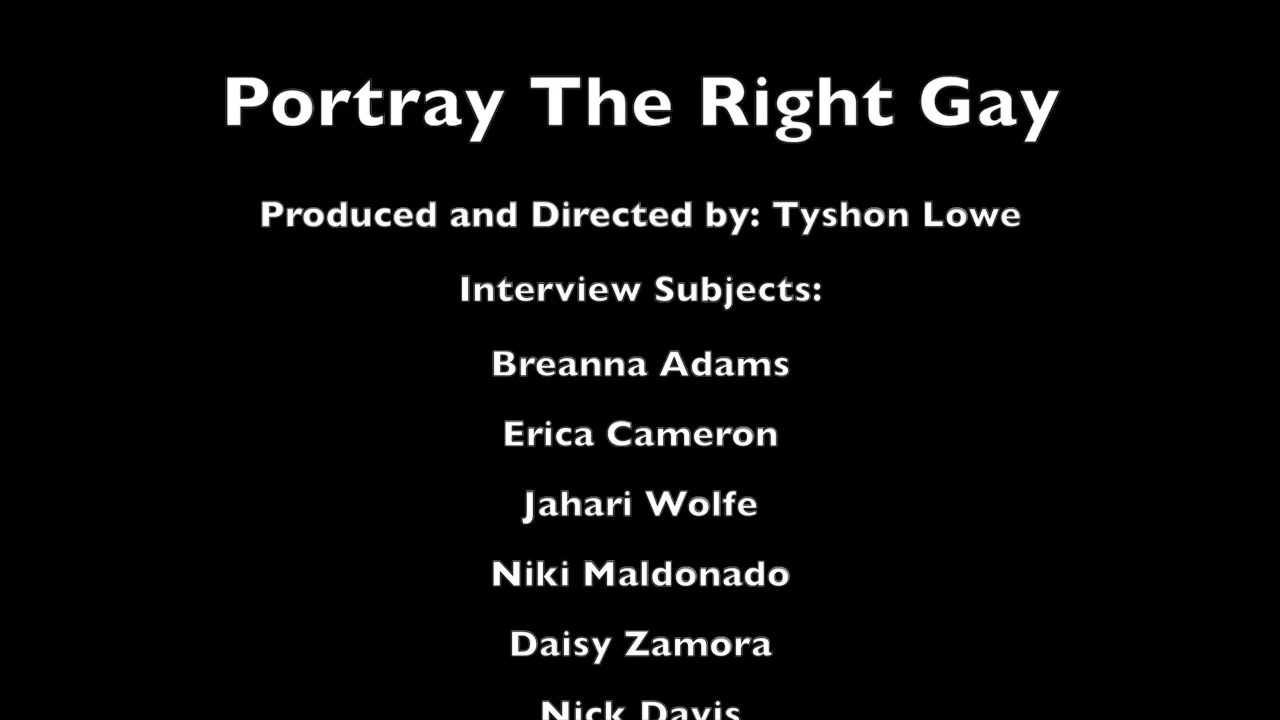 Portray The Right Gay
Produced and Directed by: Tyshon Lowe
Interview Subjects:
Breanna Adams
Erica Cameron
Jahari Wolfe
Niki Maldonado
Daisy Zamora
Nick Davis